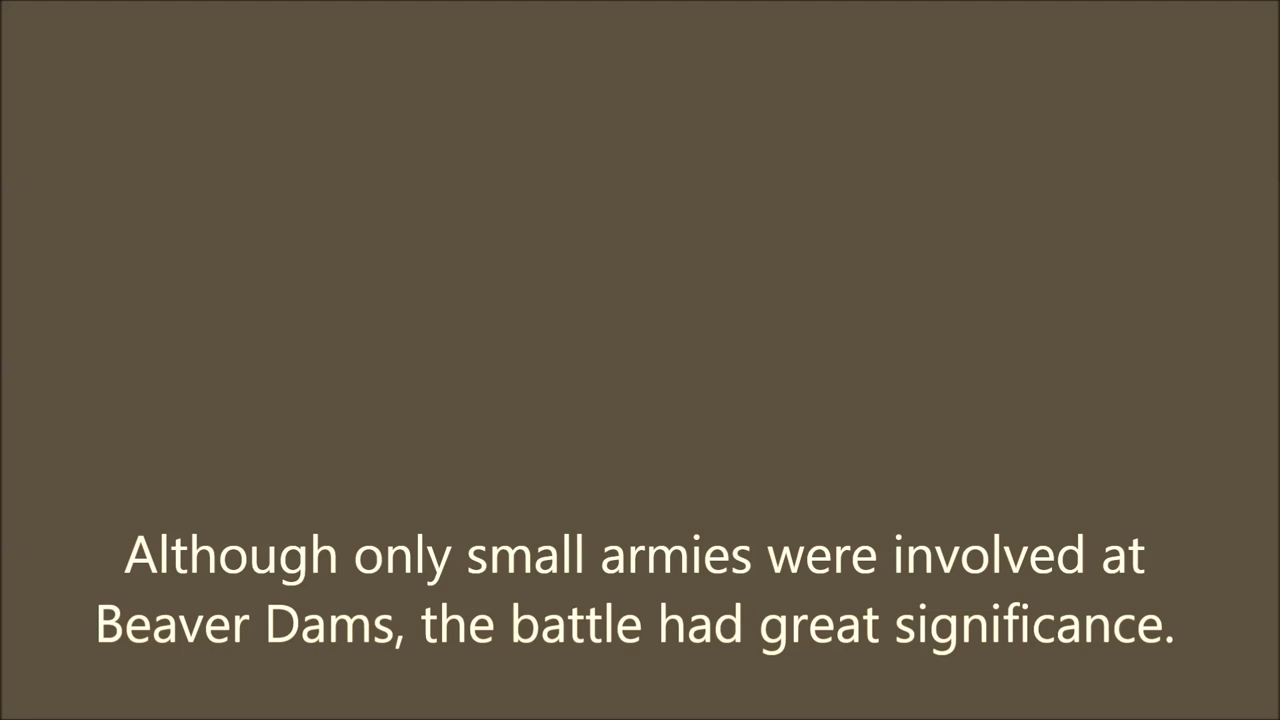 Although only small armies were involved at
Beaver Dams, the battle had great significance.